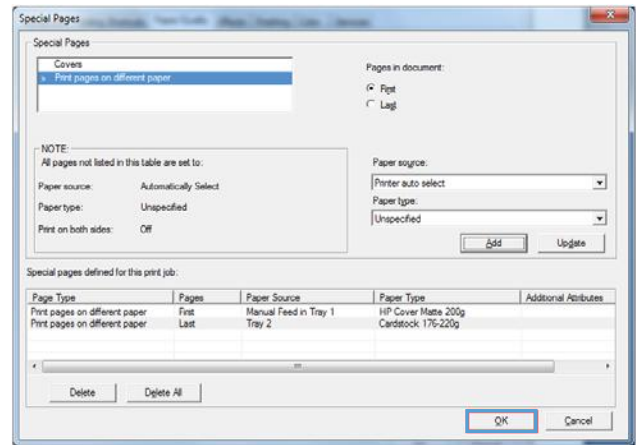 Special Pages
Special Pages
Covers
Print pages on different paper
Pages in document:
First
Last
NOTE:
All pages not listed in this table are set to:
Paper source: Automatically Select
Paper type: Unspecified
Print on both sides: Off
Paper source:
Printer auto select
Paper type:
Unspecified
Add Update
Special pages defined for this print job:
Page Type Pages Paper Source Paper Type Additional Attributes
Print pages on different paper First Manual Feed in Tray 1 HP Cover Matte 200g
Print pages on different paper Last Tray 2 Cardstock 176-220g
Delete Delete All
OK Cancel